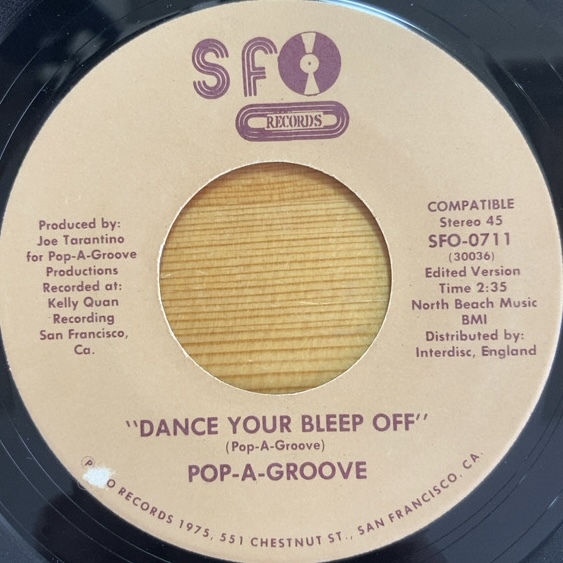 SFO
RECORDS
Produced by:
Joe Tarantino
for Pop-A-Groove
Productions
Recorded at:
Kelly Quan
Recording
San Francisco,
Ca.
COMPATIBLE
Stereo 45
SFO-0711
(30036)
Edited Version
Time 2:35
North Beach Music
BMI
Distributed by:
Interdisc, England
"DANCE YOUR BLEEP OFF"
(Pop-A-Groove)
POP-A-GROOVE
RECORDS 1975, 551 CHESTNUT ST., SAN FRANCISCO, CA.